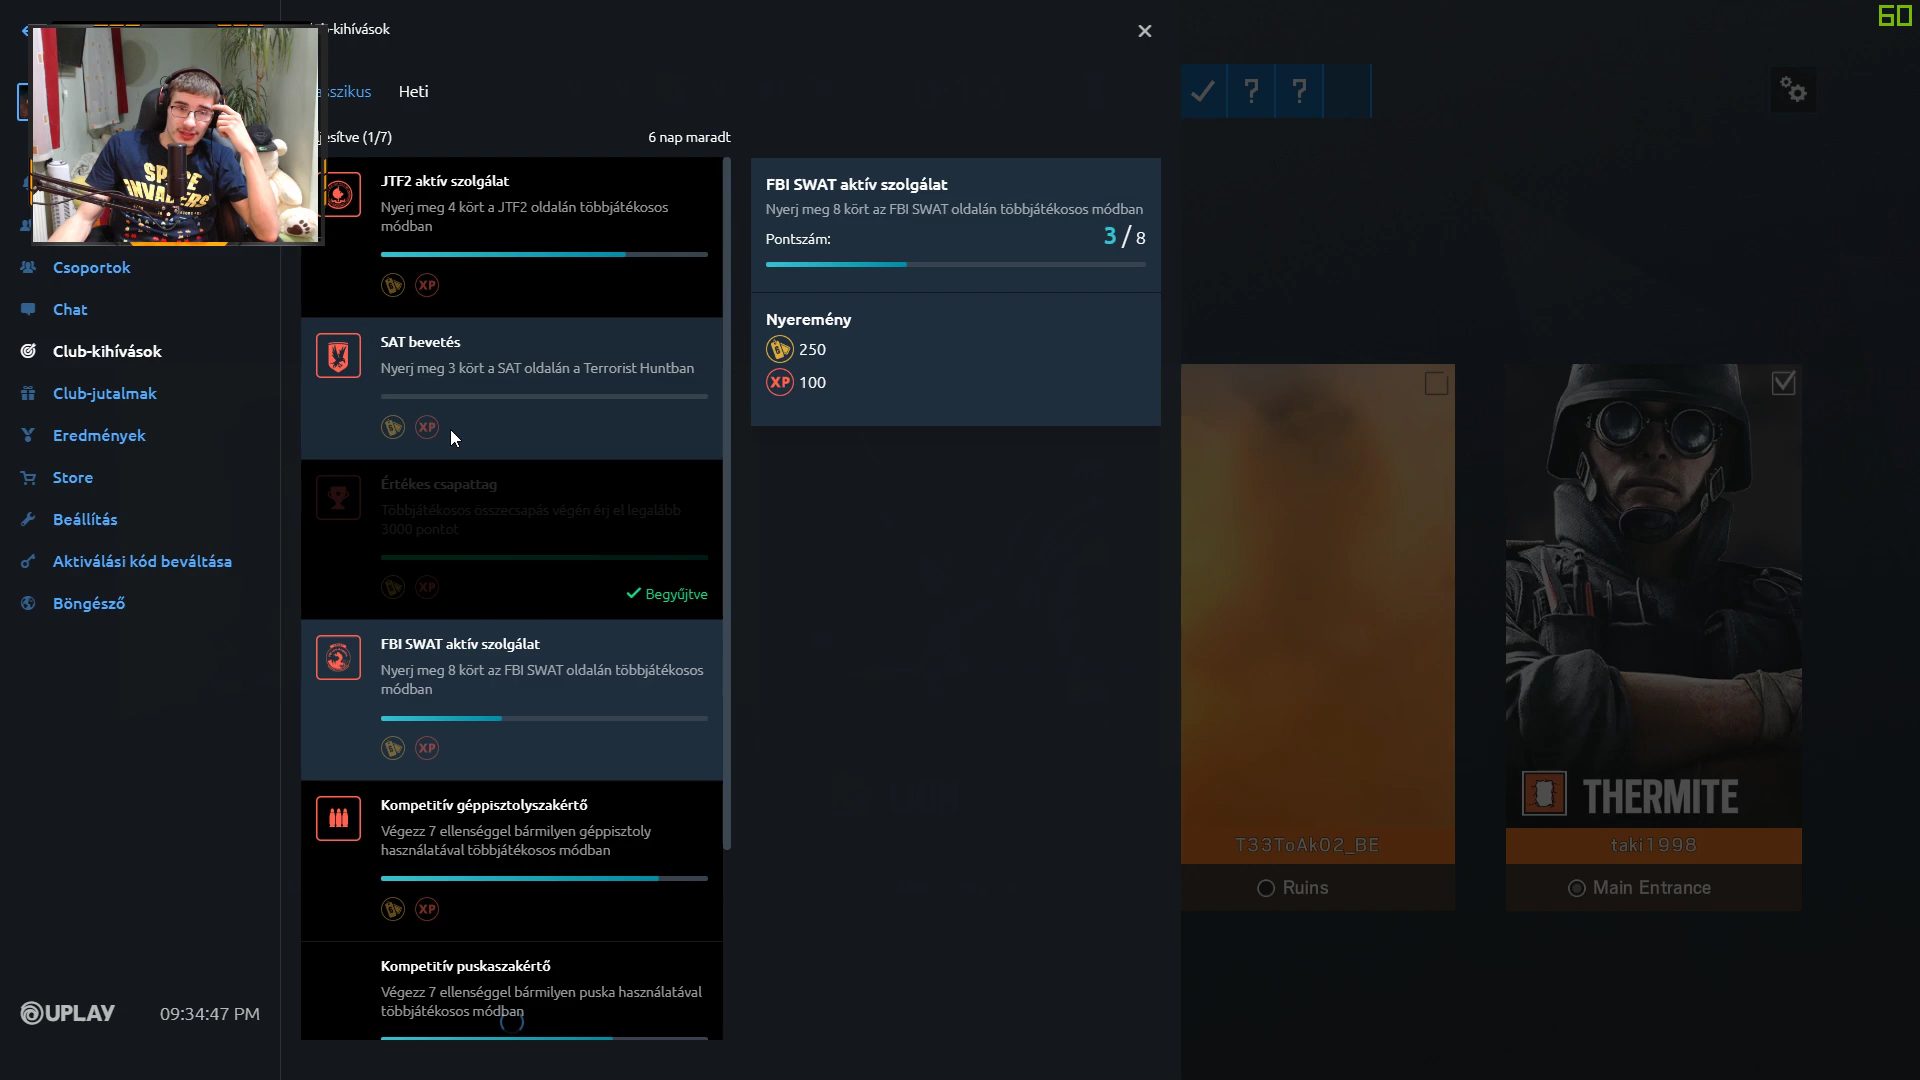 60
-kihívások
sszikus
Heti
jesítve (1/7)
6 nap maradt
SPACE
INVADERS
JTF2 aktív szolgálat
Nyerj meg 4 kört a JTF2 oldalán többjátékosos
módban
XP
SAT bevetés
Nyerj meg 3 kört a SAT oldalán a Terrorist Huntban
XP
Értékes csapattag
Többjátékosos összecsapás végén érj el legalább
3000 pontot
XP
Begyűjtve
FBI SWAT aktív szolgálat
Nyerj meg 8 kört az FBI SWAT oldalán többjátékosos
módban
XP
Kompetitív géppisztolyszakértő
Végezz 7 ellenséggel bármilyen géppisztoly
használatával többjátékosos módban
XP
Kompetitív puskaszakértő
Végezz 7 ellenséggel bármilyen puska használatával
többjátékosos módban
FBI SWAT aktív szolgálat
Nyerj meg 8 kört az FBI SWAT oldalán többjátékosos módban
Pontszám:
3 / 8
Nyeremény
250
XP 100
Csoportok
Chat
Club-kihívások
Club-jutalmak
Eredmények
Store
Beállítás
Aktiválási kód beváltása
Böngésző
UPLAY
09:34:47 PM
? ?
THERMITE
T33ToAkO2_BE
taki1998
Ruins
Main Entrance